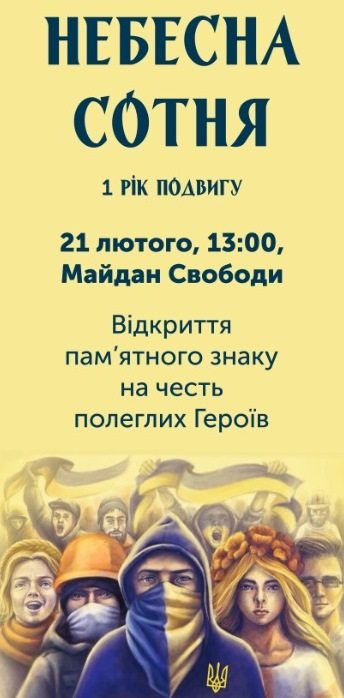 НЕБЕСНА
СОТНЯ
1 РІК ПОДВИГУ
21 лютого, 13:00,
Майдан Свободи
Відкриття
пам’ятного знаку
на честь
полеглих Героїв